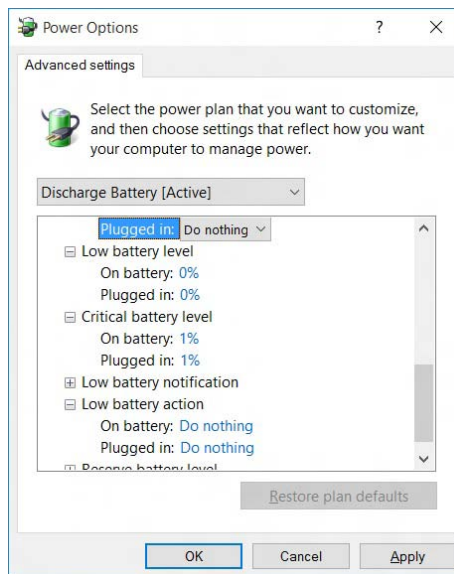 Power Options
?
X
Advanced settings
Select the power plan that you want to customize,
and then choose settings that reflect how you want
your computer to manage power.
Discharge Battery [Active]
Plugged in: Do nothing
Low battery level
On battery: 0%
Plugged in: 0%
Critical battery level
On battery: 1%
Plugged in: 1%
Low battery notification
Low battery action
On battery: Do nothing
Plugged in: Do nothing
Reserve battery level
Restore plan defaults
OK
Cancel
Apply